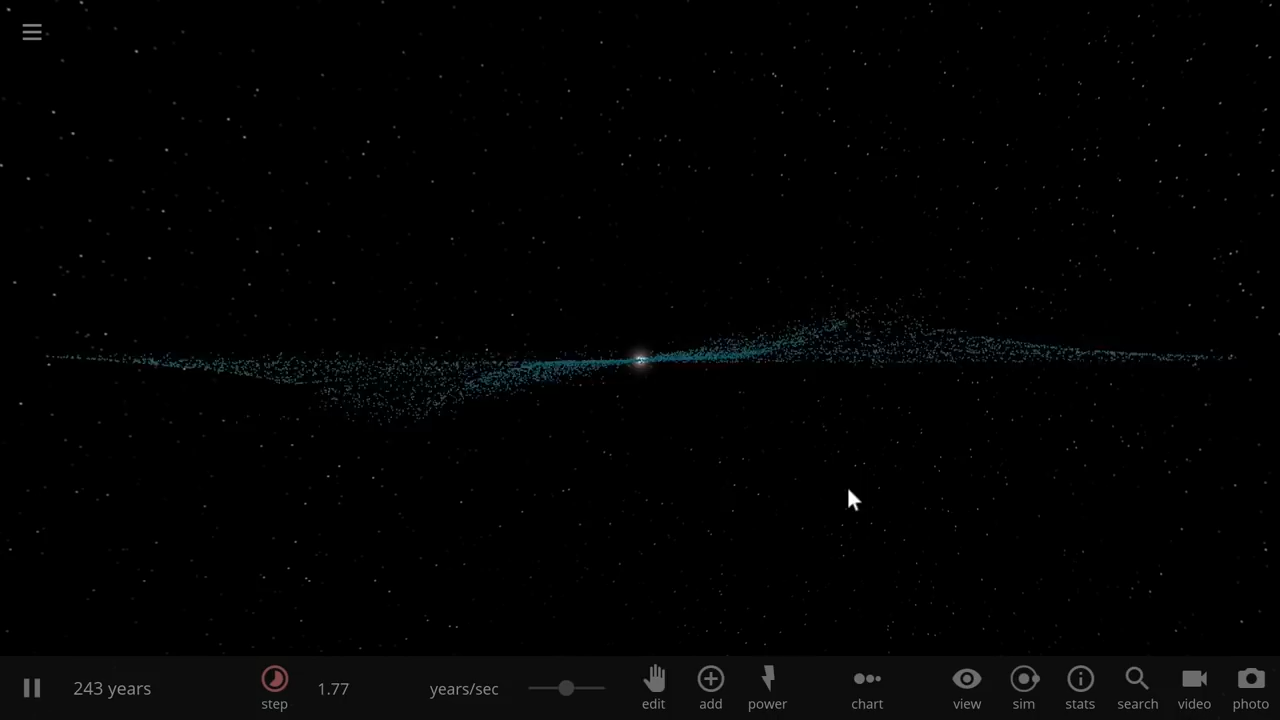 243 years
step
1.77
years/sec
edit
add
power
chart
view
sim
stats
search
video
photo